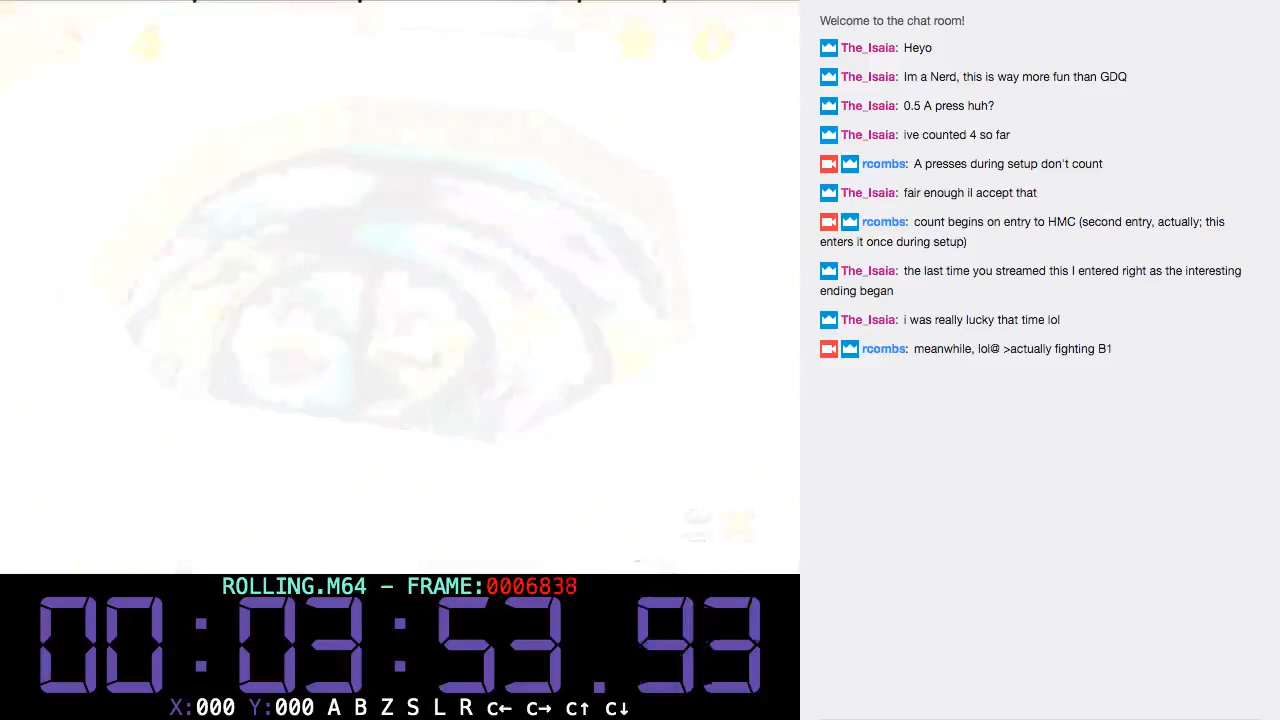 Welcome to the chat room!
The_Isaia: Heyo
The_Isaia: Im a Nerd, this is way more fun than GDQ
The_Isaia: 0.5 A press huh?
The_Isaia: ive counted 4 so far
rcombs: A presses during setup don't count
The_Isaia: fair enough il accept that
rcombs: count begins on entry to HMC (second entry, actually; this
enters it once during setup)
The_Isaia: the last time you streamed this I entered right as the interesting
ending began
The_Isaia: i was really lucky that time lol
rcombs: meanwhile, lol@ >actually fighting B1
ROLLING.M64 – FRAME:0006838
00:03:53.93
X:000 Y:000 A B Z S L R C← C→ C↑ C↓